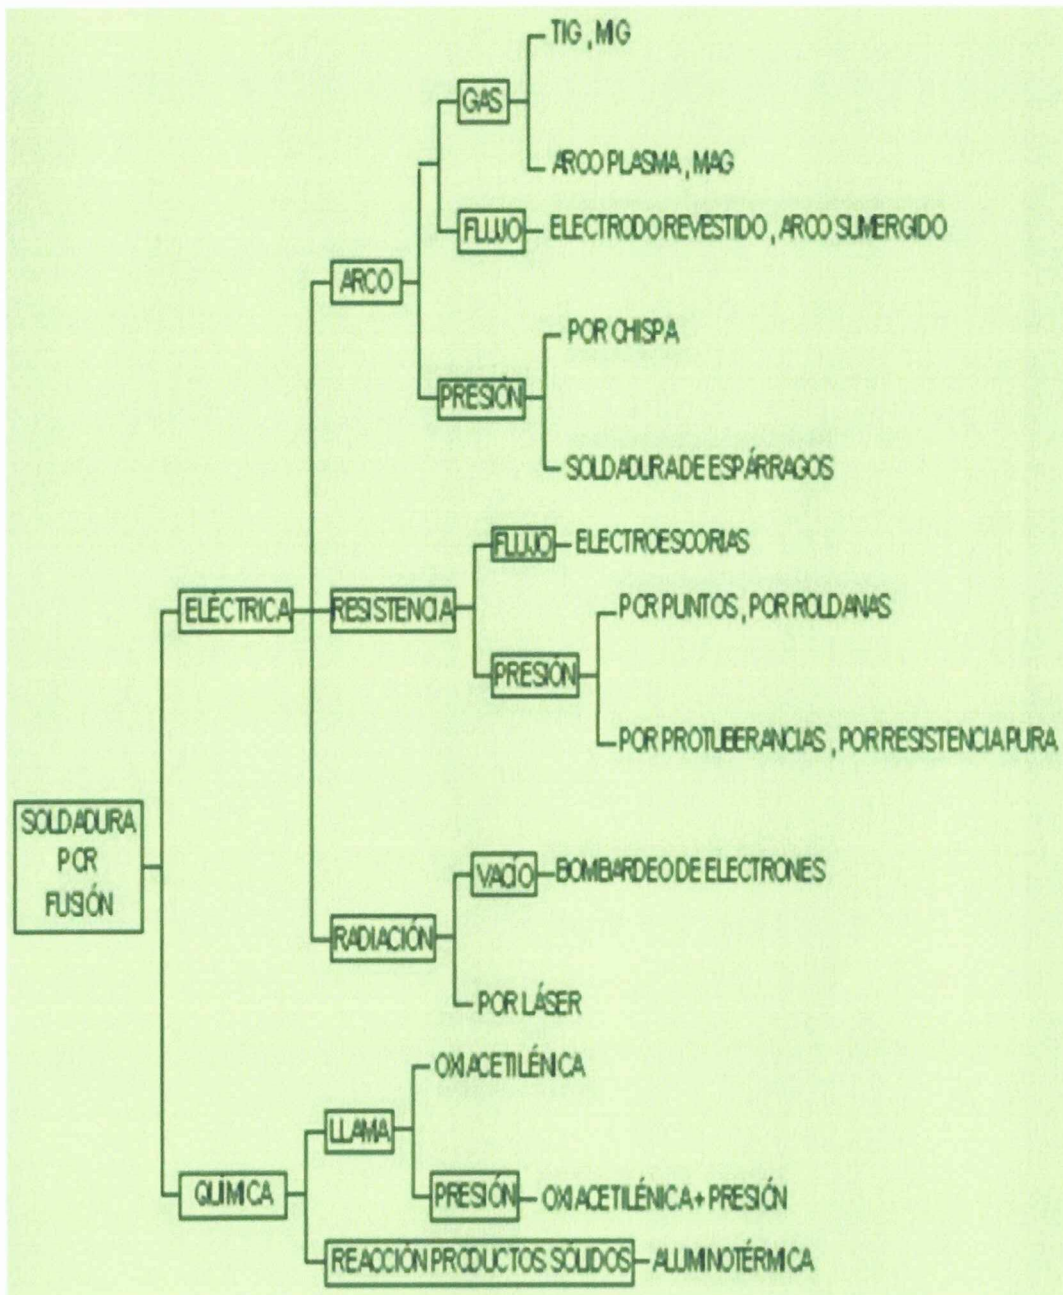 TIG , MIG
GAS
ARCO PLASMA , MAG
FLUJO
ELECTRODO REVESTIDO , ARCO SUMERGIDO
ARCO
POR CHISPA
PRESIÓN
SOLDADURA DE ESPÁRRAGOS
FLUJO
ELECTROESCORIAS
ELÉCTRICA
RESISTENCIA
POR PUNTOS , POR ROLDANAS
PRESIÓN
POR PROTUBERANCIAS , POR RESISTENCIA PURA
SOLDADURA
POR
FUSIÓN
VACÍO
BOMBARDEO DE ELECTRONES
RADIACIÓN
POR LÁSER
OXIACETILÉNICA
LLAMA
QUÍMICA
PRESIÓN
OXIACETILÉNICA + PRESIÓN
REACCIÓN PRODUCTOS SÓLIDOS
ALUMINOTÉRMICA